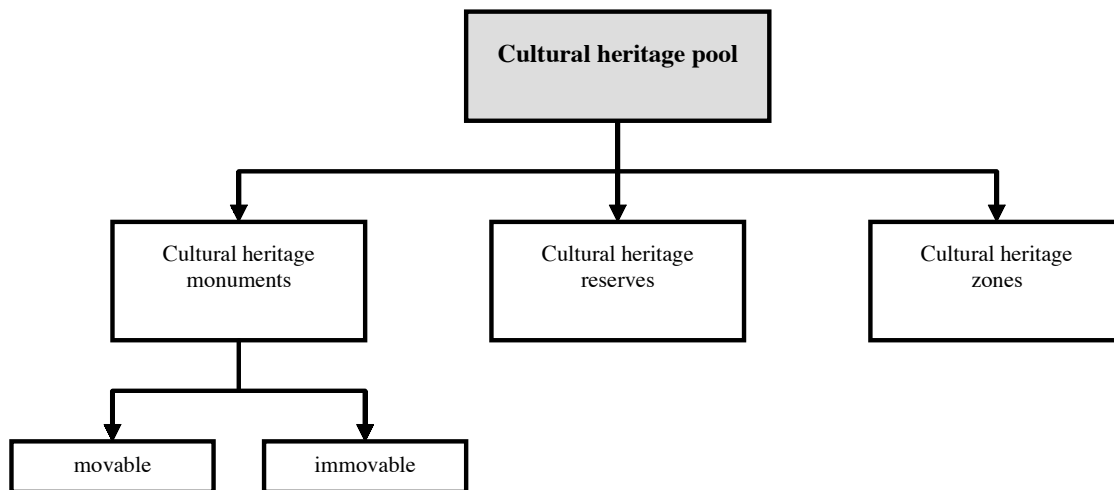 Cultural heritage pool
Cultural heritage
monuments
Cultural heritage
reserves
Cultural heritage
zones
movable
immovable